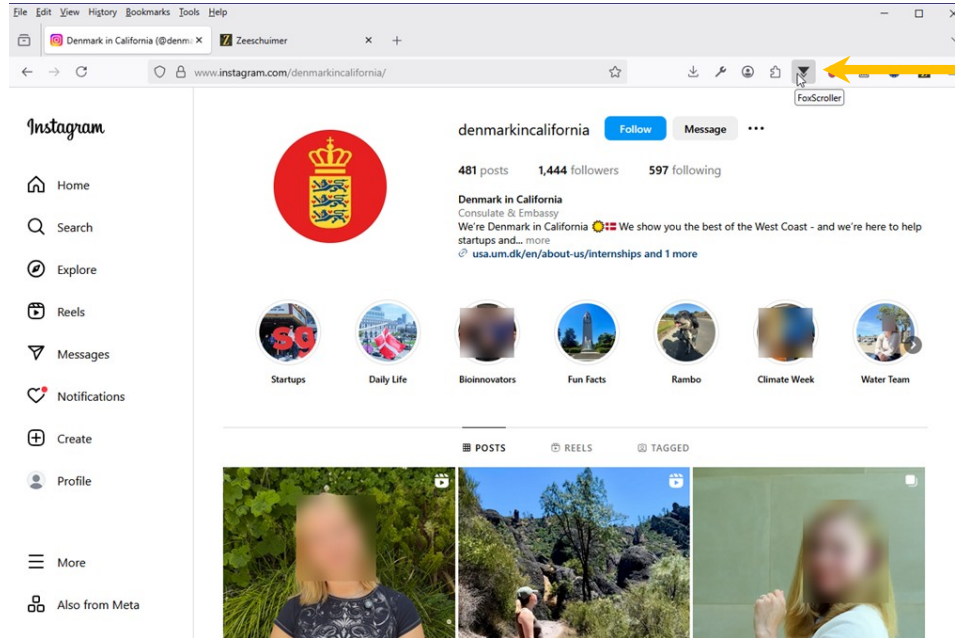 File Edit View History Bookmarks Tools Help
Denmark in California (@denm
Zeeschuimer
www.instagram.com/denmarkincalifornia/
FoxScroller
Instagram
denmarkincalifornia Follow Message
481 posts 1,444 followers 597 following
Denmark in California
Consulate & Embassy
We're Denmark in California 🌞🇩🇰 We show you the best of the West Coast - and we're here to help
startups and... more
usa.um.dk/en/about-us/internships and 1 more
Home
Search
Explore
Reels
Messages
Notifications
Create
Profile
More
Also from Meta
sg
Startups
Daily Life
Bioinnovators
Fun Facts
Rambo
Climate Week
Water Team
POSTS
REELS
TAGGED